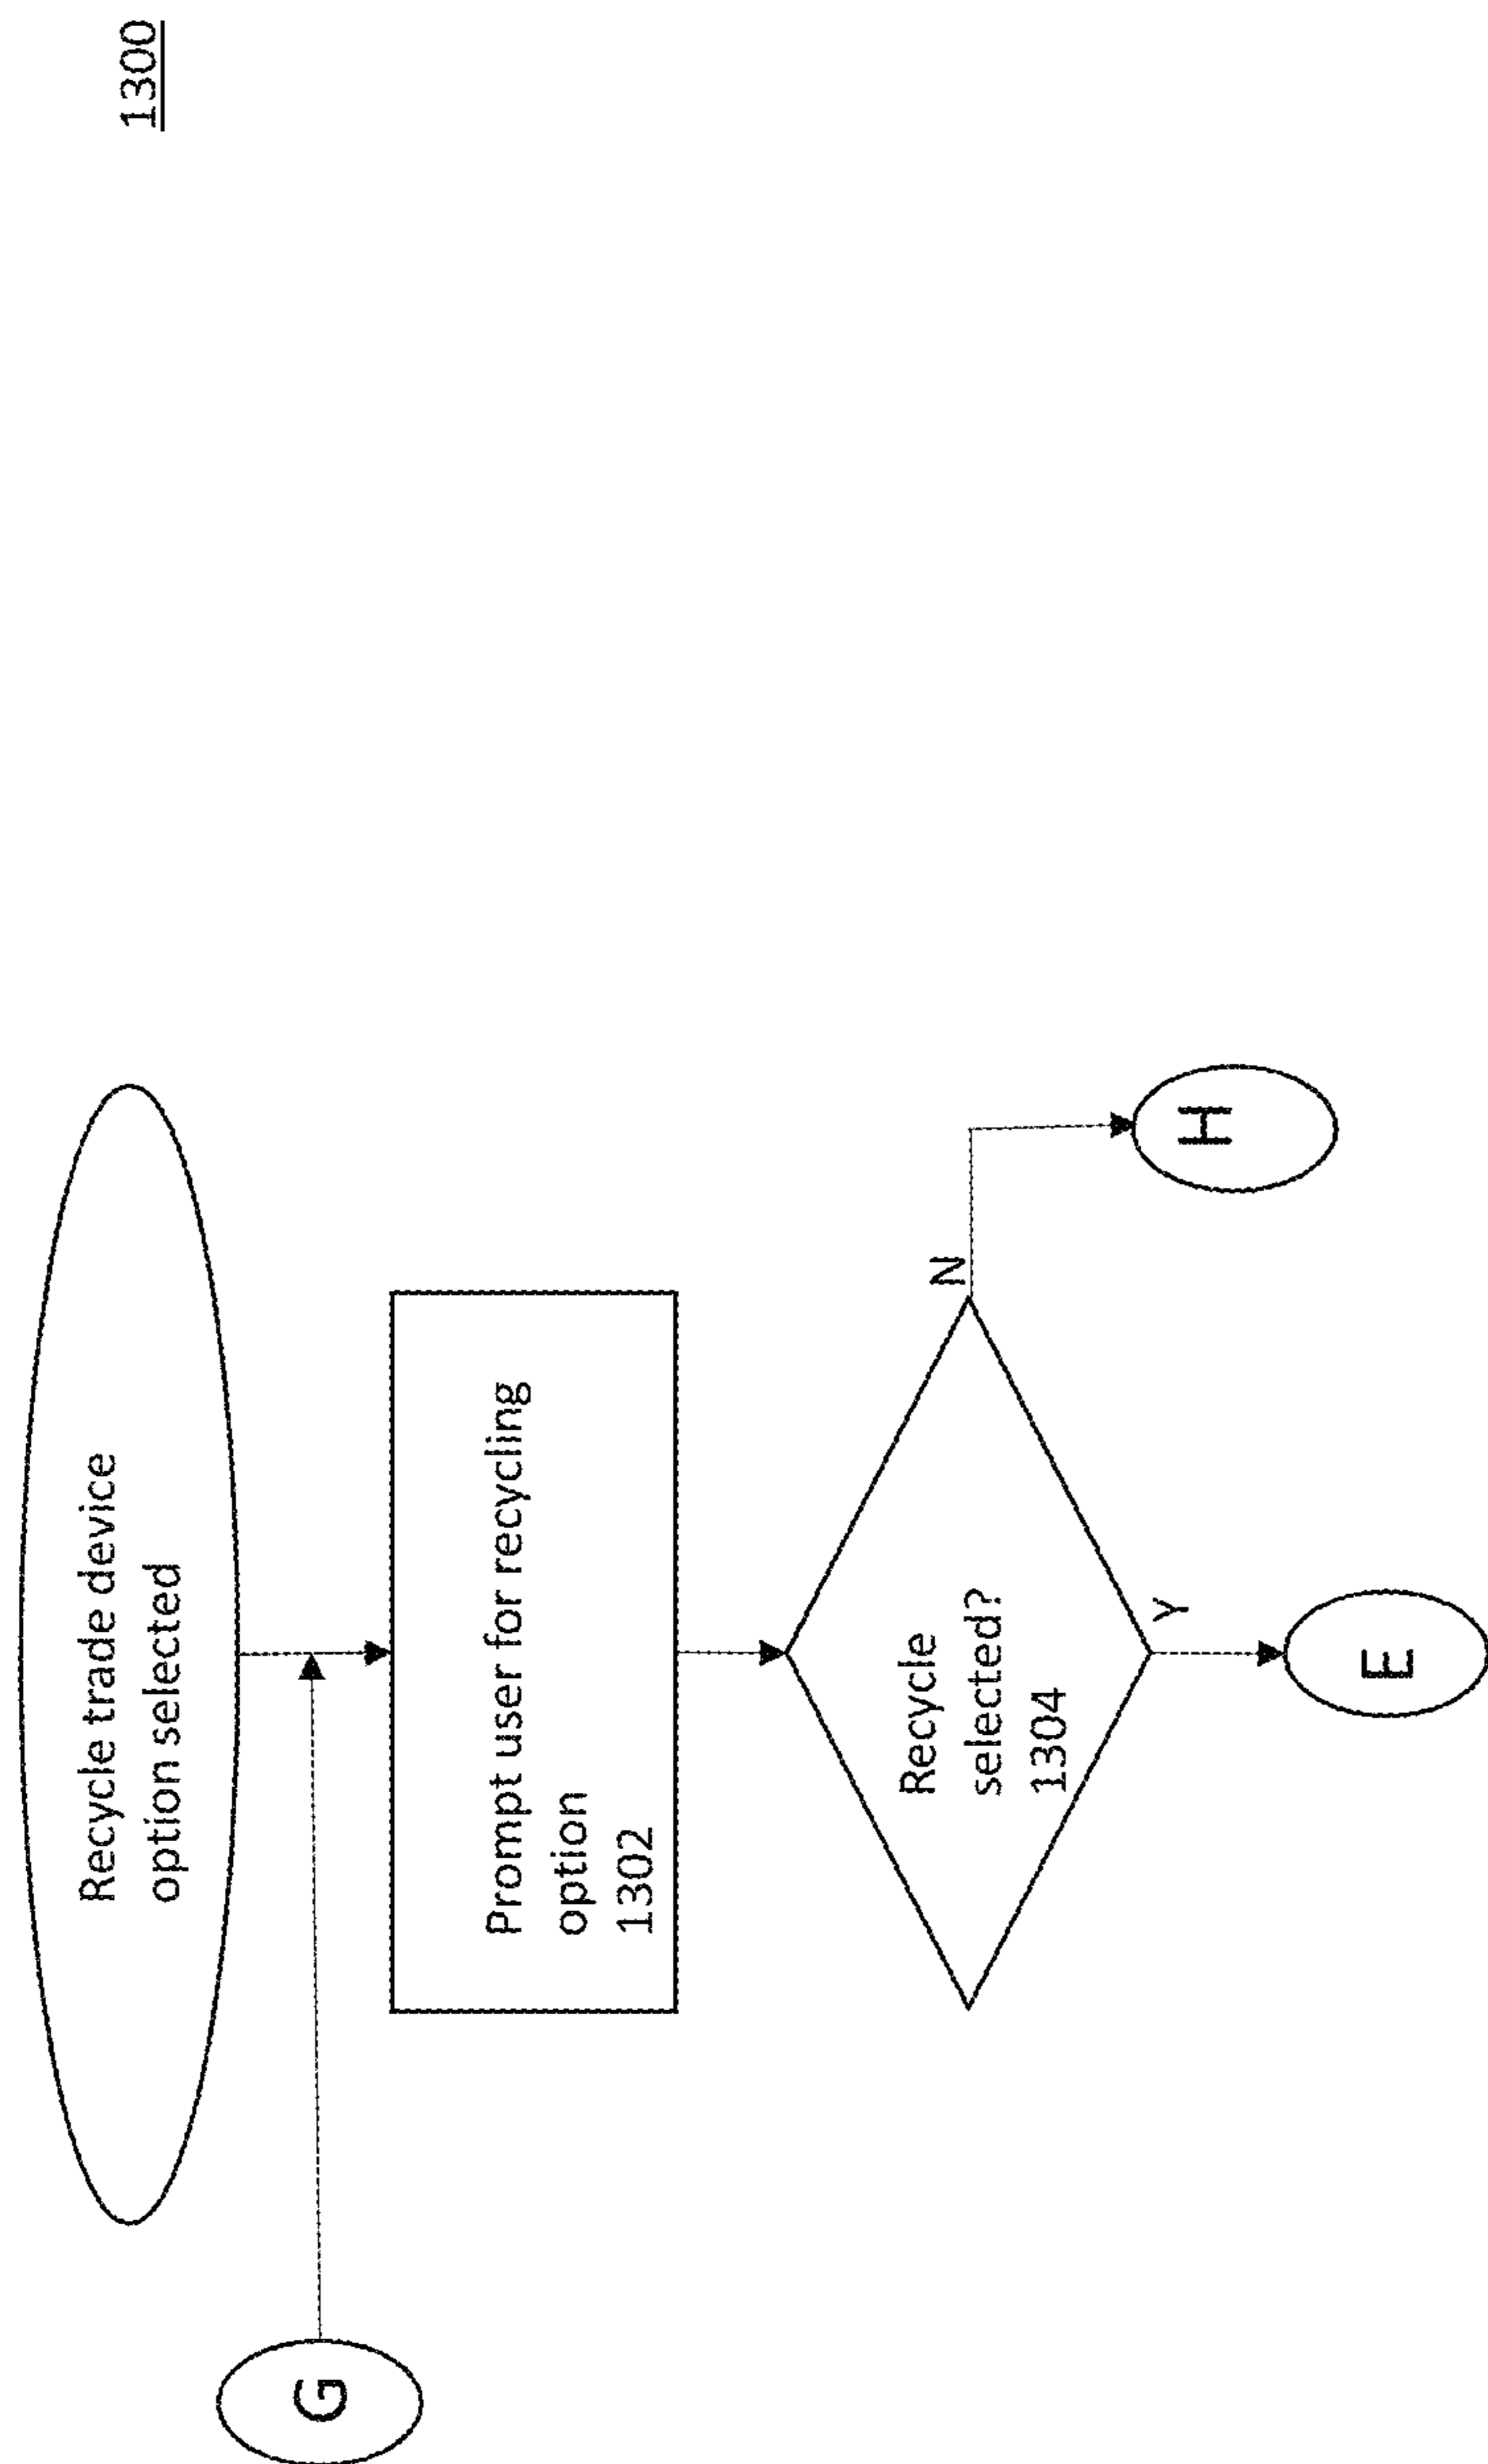 1300
Recycle trade device
option selected
G
Prompt user for recycling
option
1302
Recycle
selected?
1304
N
H
Y
E